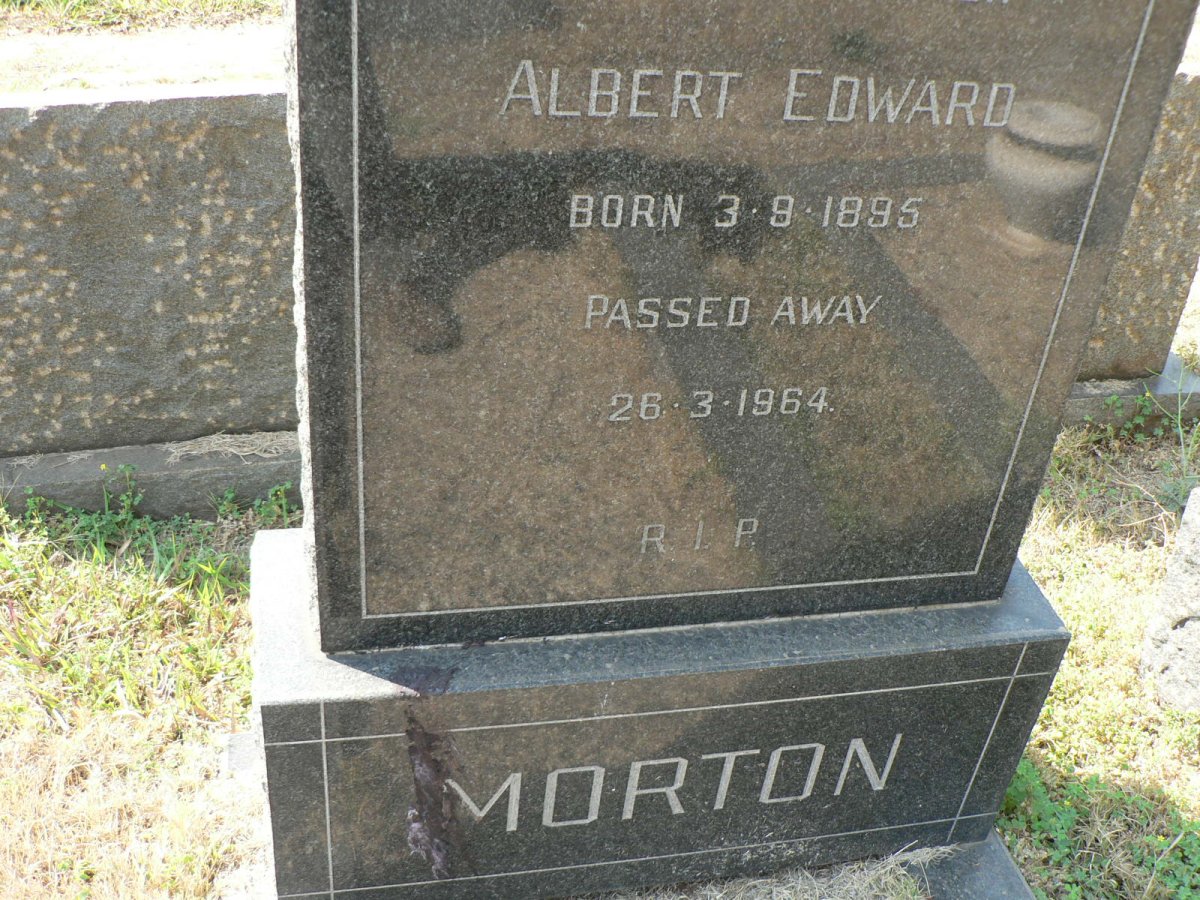 ALBERT EDWARD
BORN 3·9·1895
PASSED AWAY
26·3·1964.
R.I.P.
MORTON